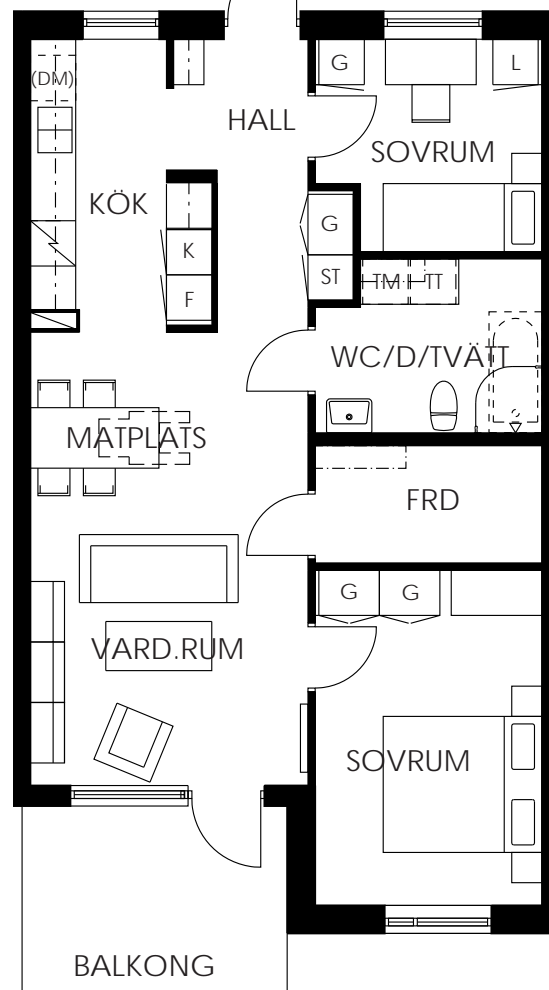 G
L
(DM)
HALL
SOVRUM
KÖK
G
K
ST
TM
TT
F
WC/D/TVÄTT
MATPLATS
FRD
G
G
VARD.RUM
SOVRUM
BALKONG